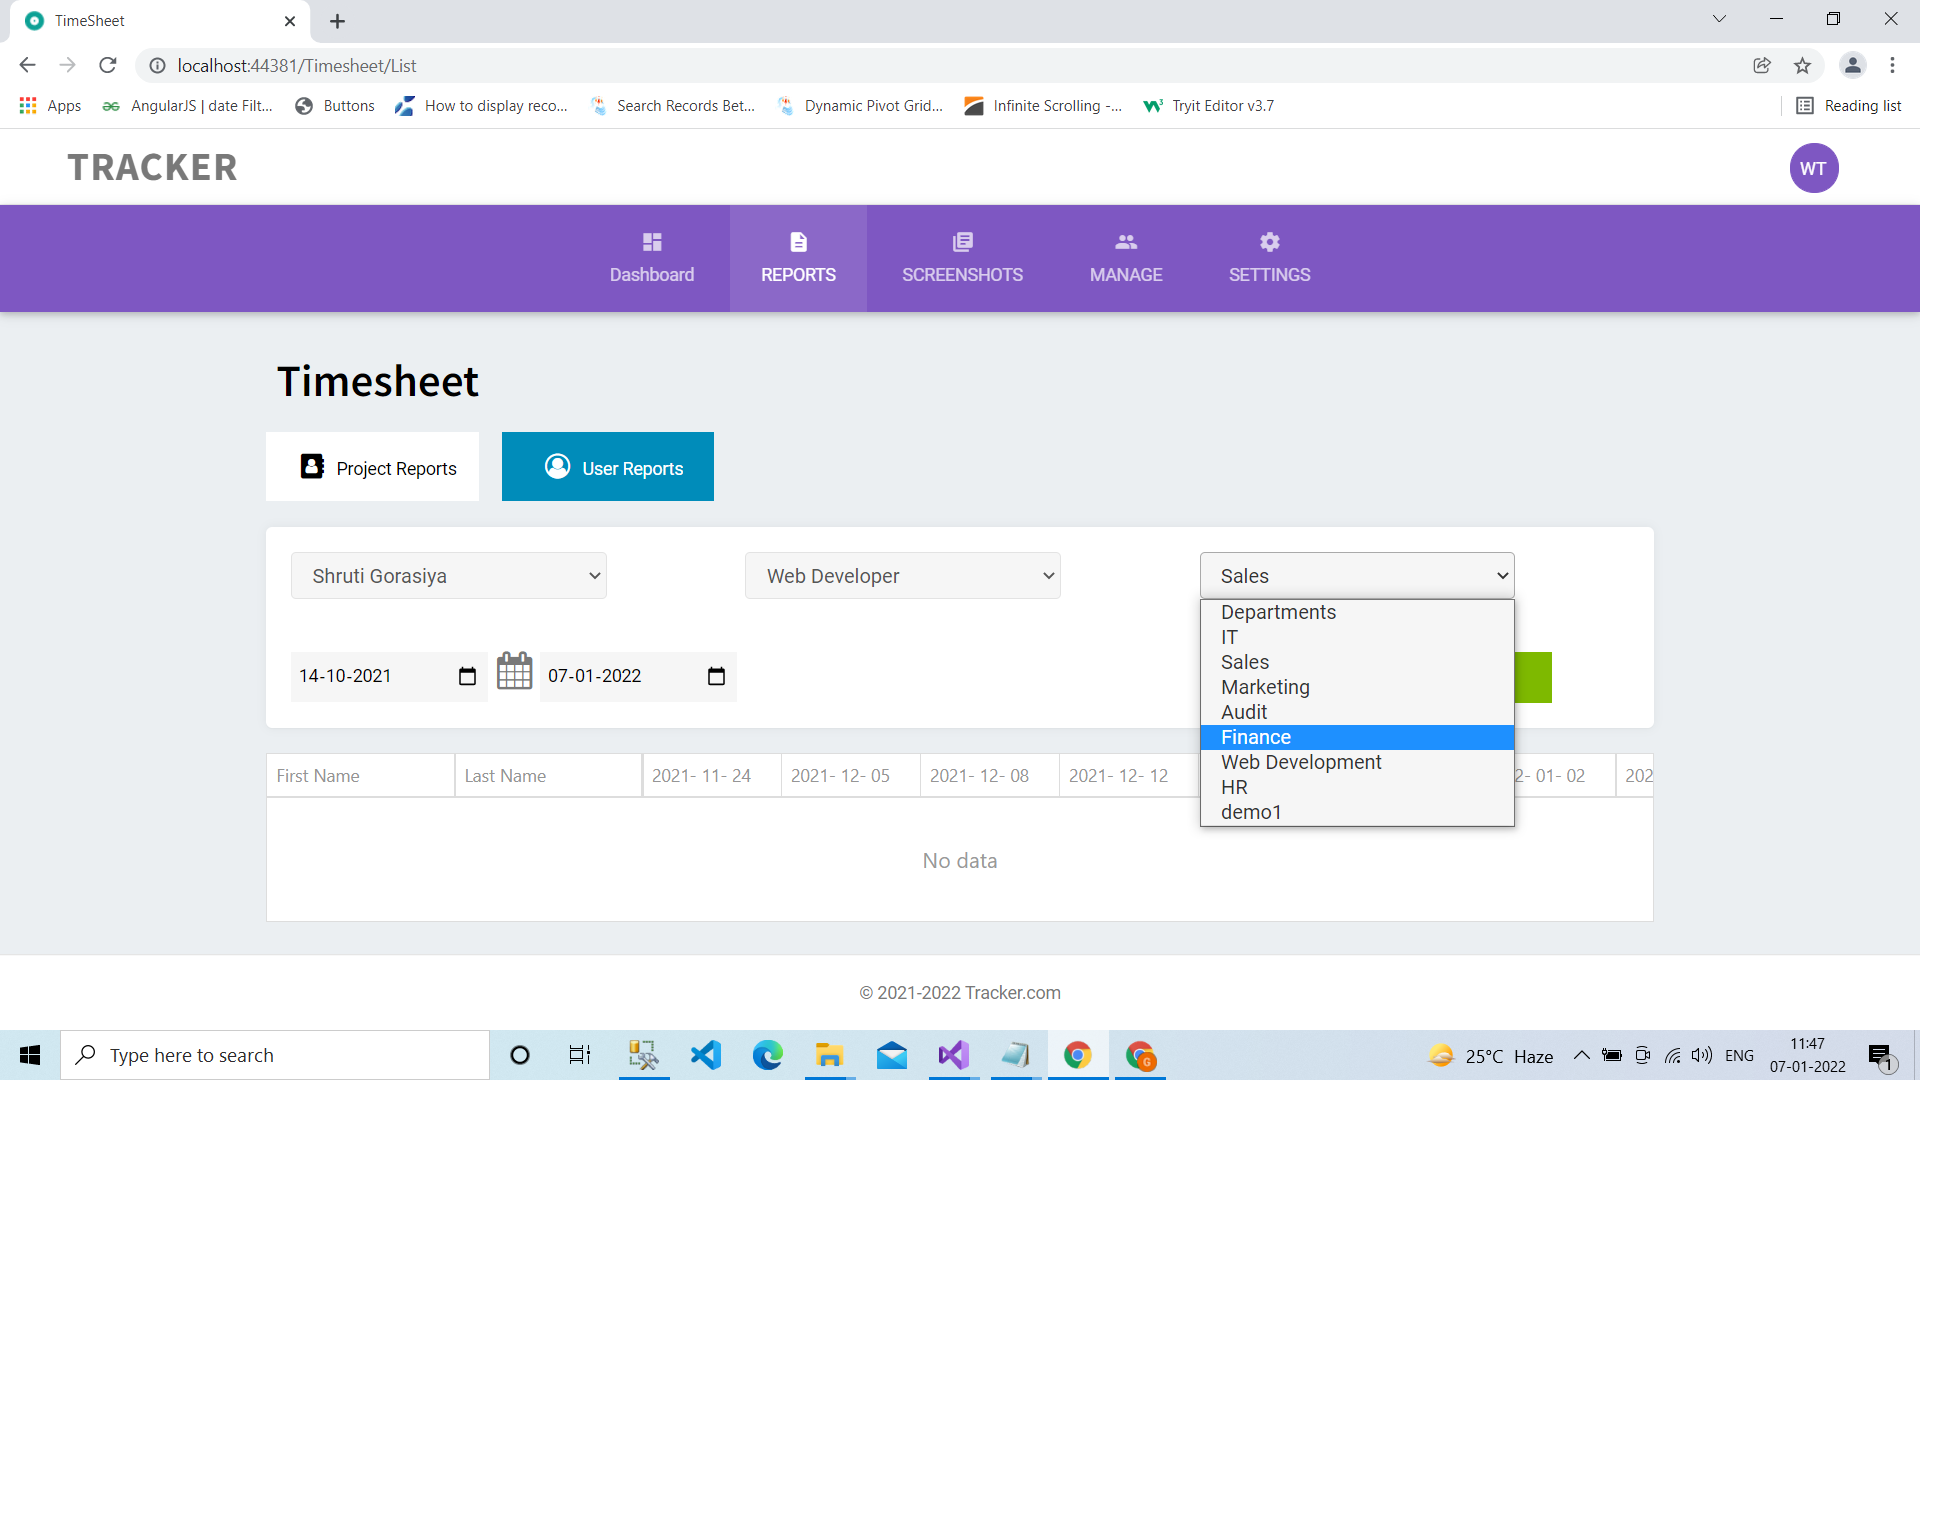 TimeSheet
localhost:44381/Timesheet/List
Apps
AngularJS | date Filt...
Buttons
How to display reco...
Search Records Bet...
Dynamic Pivot Grid...
Infinite Scrolling -...
Tryit Editor v3.7
Reading list
TRACKER
WT
Dashboard
REPORTS
SCREENSHOTS
MANAGE
SETTINGS
Timesheet
Project Reports
User Reports
Shruti Gorasiya
Web Developer
Sales
Departments
IT
Sales
Marketing
Audit
Finance
Web Development
HR
demo1
14-10-2021
07-01-2022
First Name
Last Name
2021- 11- 24
2021- 12- 05
2021- 12- 08
2021- 12- 12
2- 01- 02
202
No data
© 2021-2022 Tracker.com
Type here to search
G
25°C Haze
ENG
11:47
07-01-2022
1